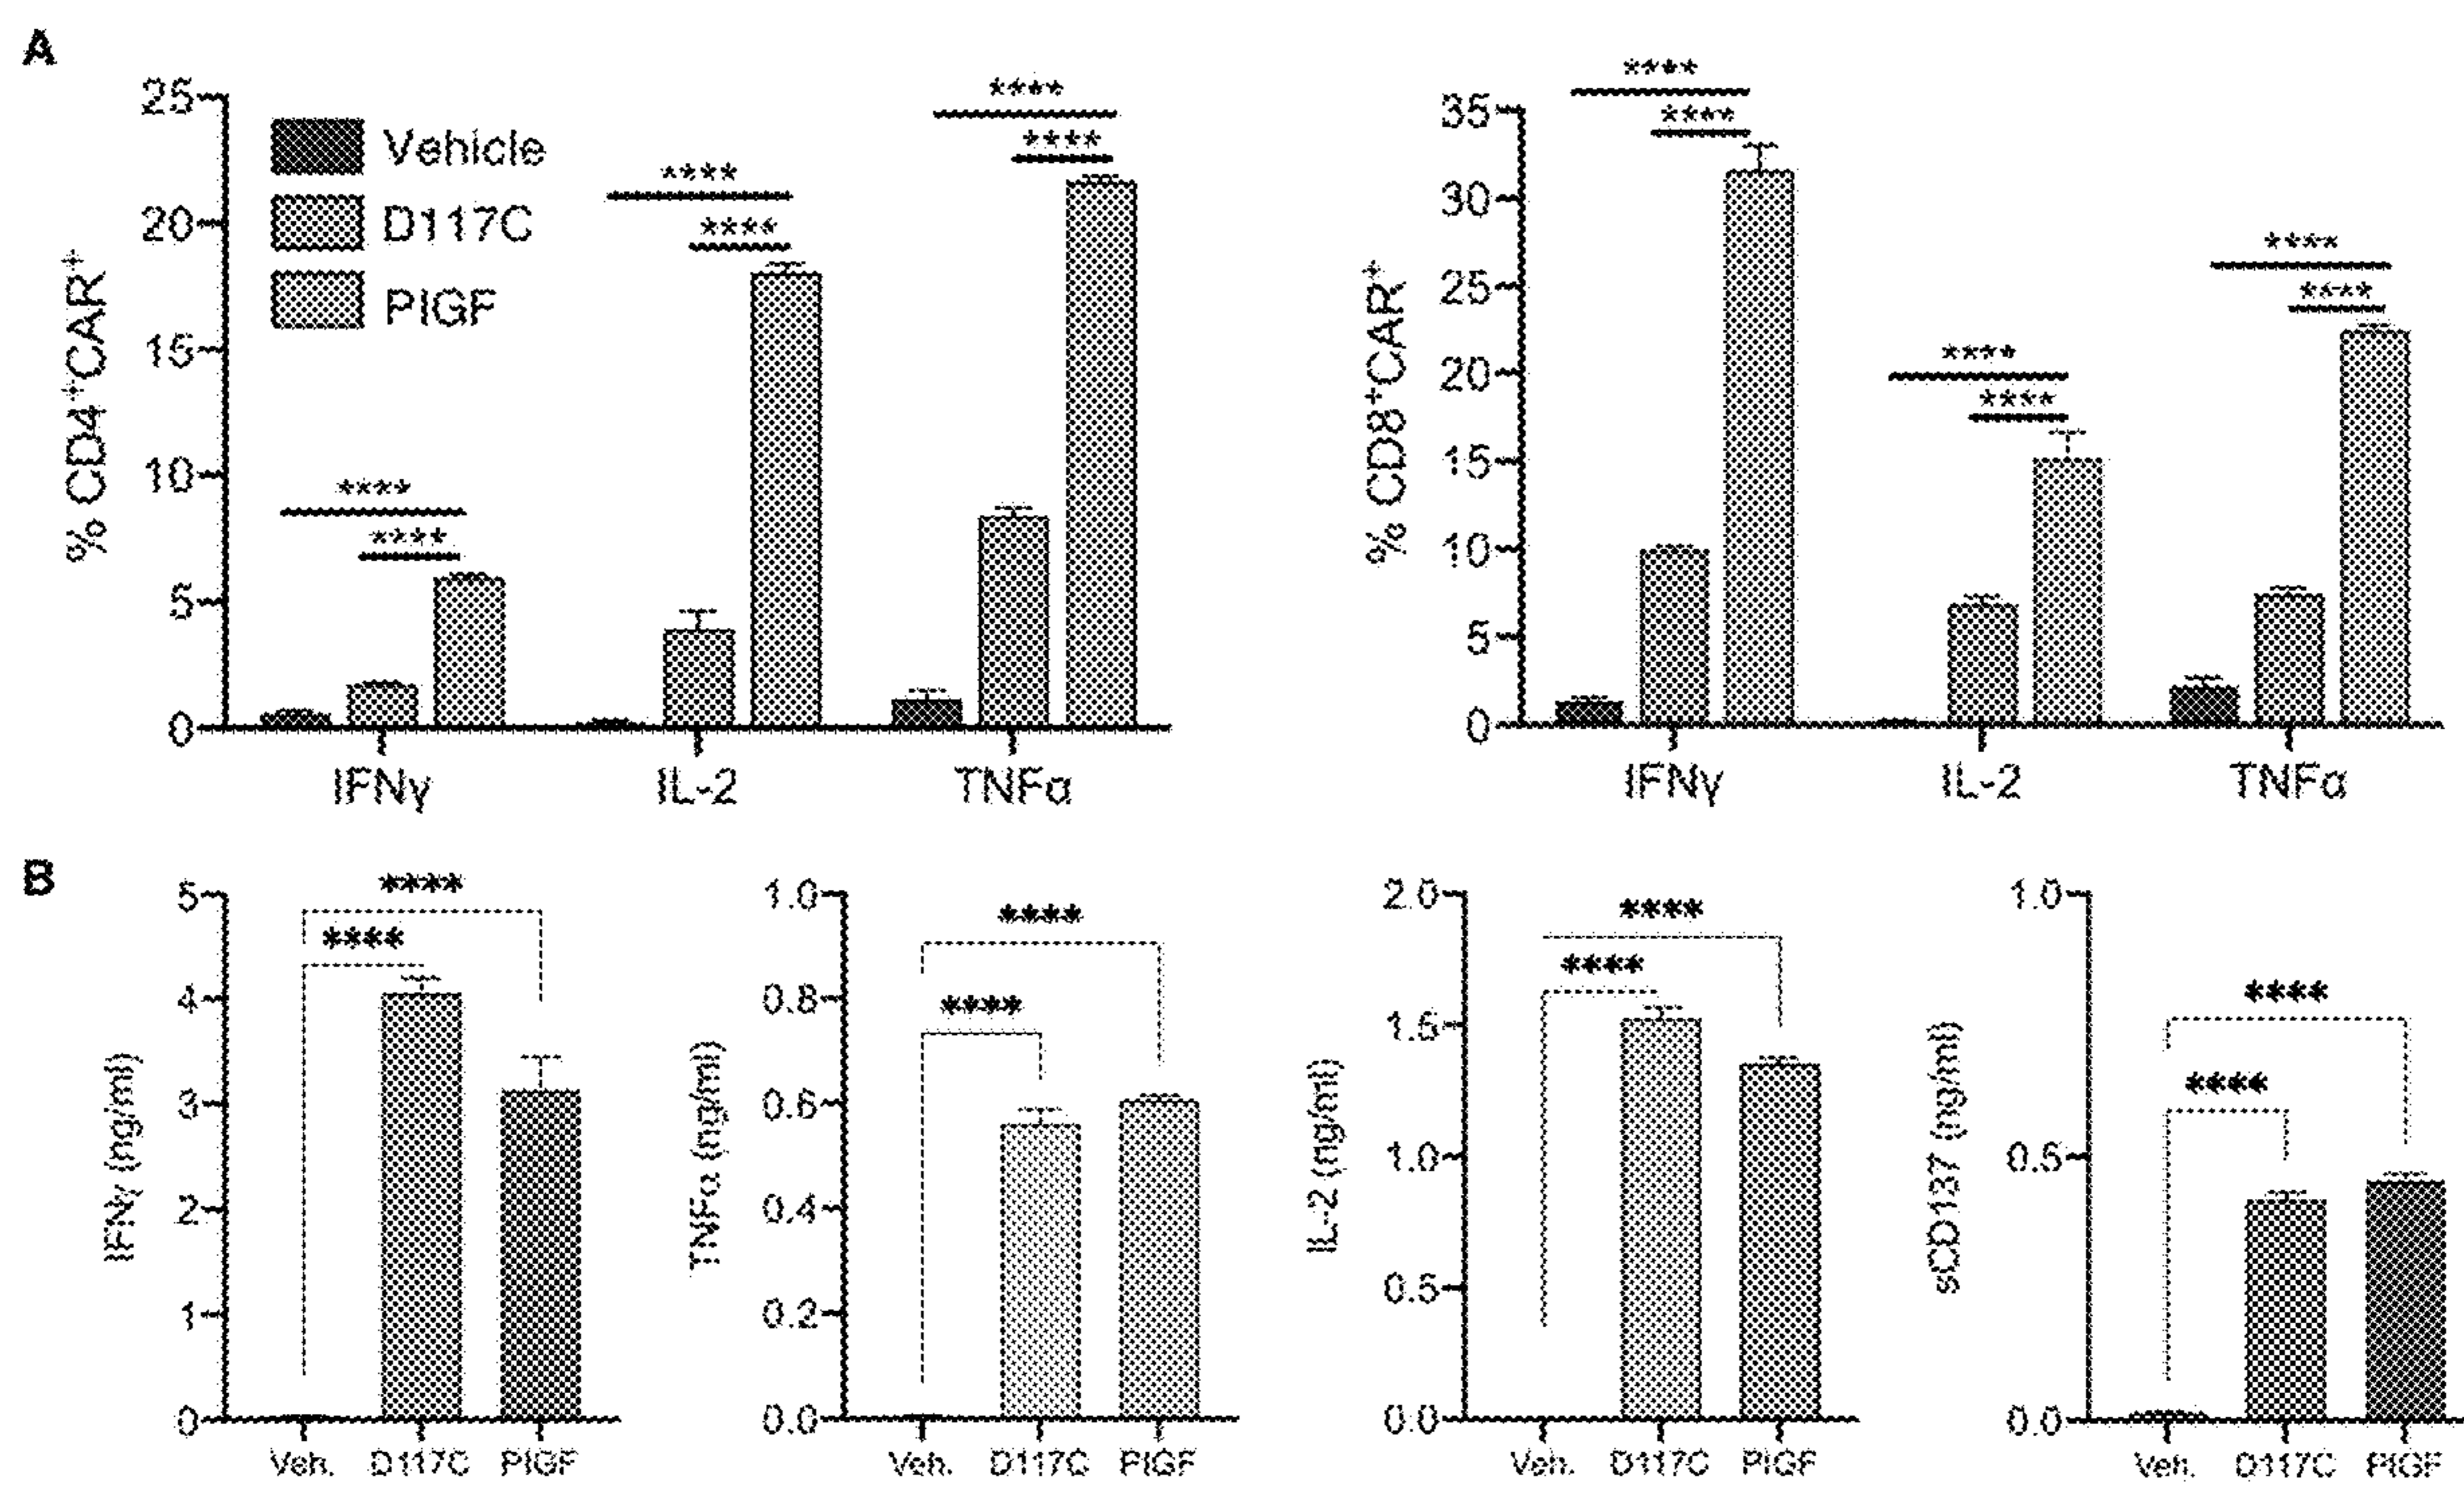 A
25
20
15
10
5
0
% CD4⁺CAR⁺
Vehicle
D117C
PIGF
****
****
****
****
****
****
IFNγ
IL-2
TNFα
35
30
25
20
15
10
5
0
% CD8⁺CAR⁺
****
****
****
****
****
****
IFNγ
IL-2
TNFα
B
5
4
3
2
1
0
IFNγ (ng/ml)
****
****
Veh.
D117C
PIGF
1.0
0.8
0.6
0.4
0.2
0.0
TNFα (ng/ml)
****
****
Veh.
D117C
PIGF
2.0
1.5
1.0
0.5
0.0
IL-2 (ng/ml)
****
****
Veh.
D117C
PIGF
1.0
0.5
0.0
sCD137 (ng/ml)
****
****
Veh.
D117C
PIGF